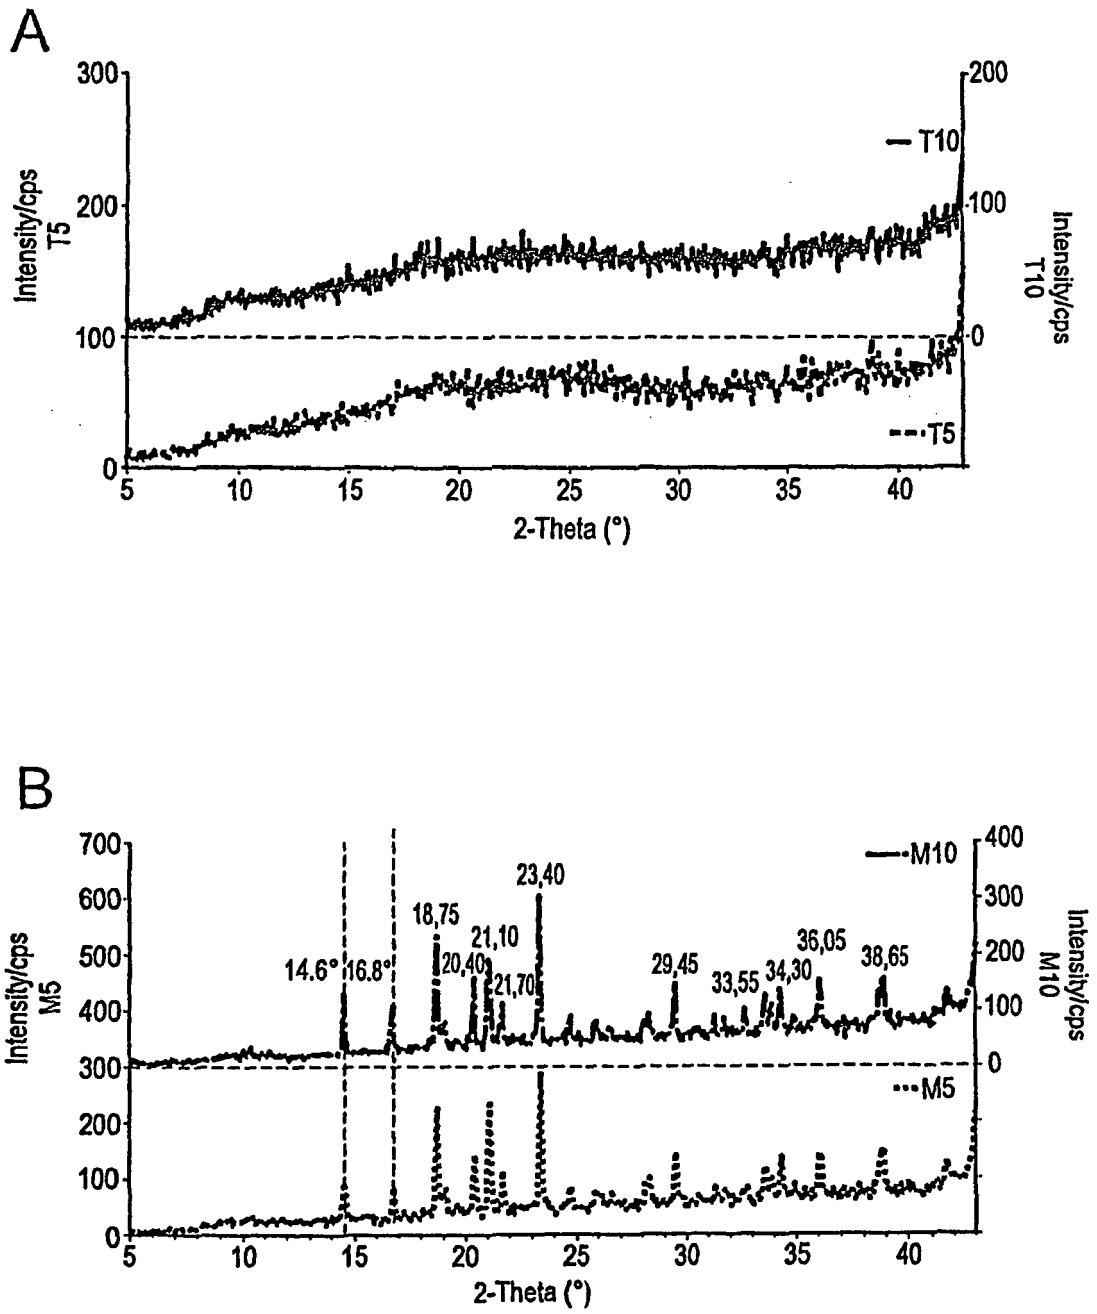 A
300
200
100
0
Intensity/cps
T5
200
100
0
Intensity/cps
T10
T10
T5
5 10 15 20 25 30 35 40
2-Theta (°)
B
700
600
500
400
300
200
100
0
Intensity/cps
M5
400
300
200
100
0
Intensity/cps
M10
M10
M5
14.6°
16.8°
18,75
20,40
21,10
21,70
23,40
29,45
33,55
34,30
36,05
38,65
5 10 15 20 25 30 35 40
2-Theta (°)